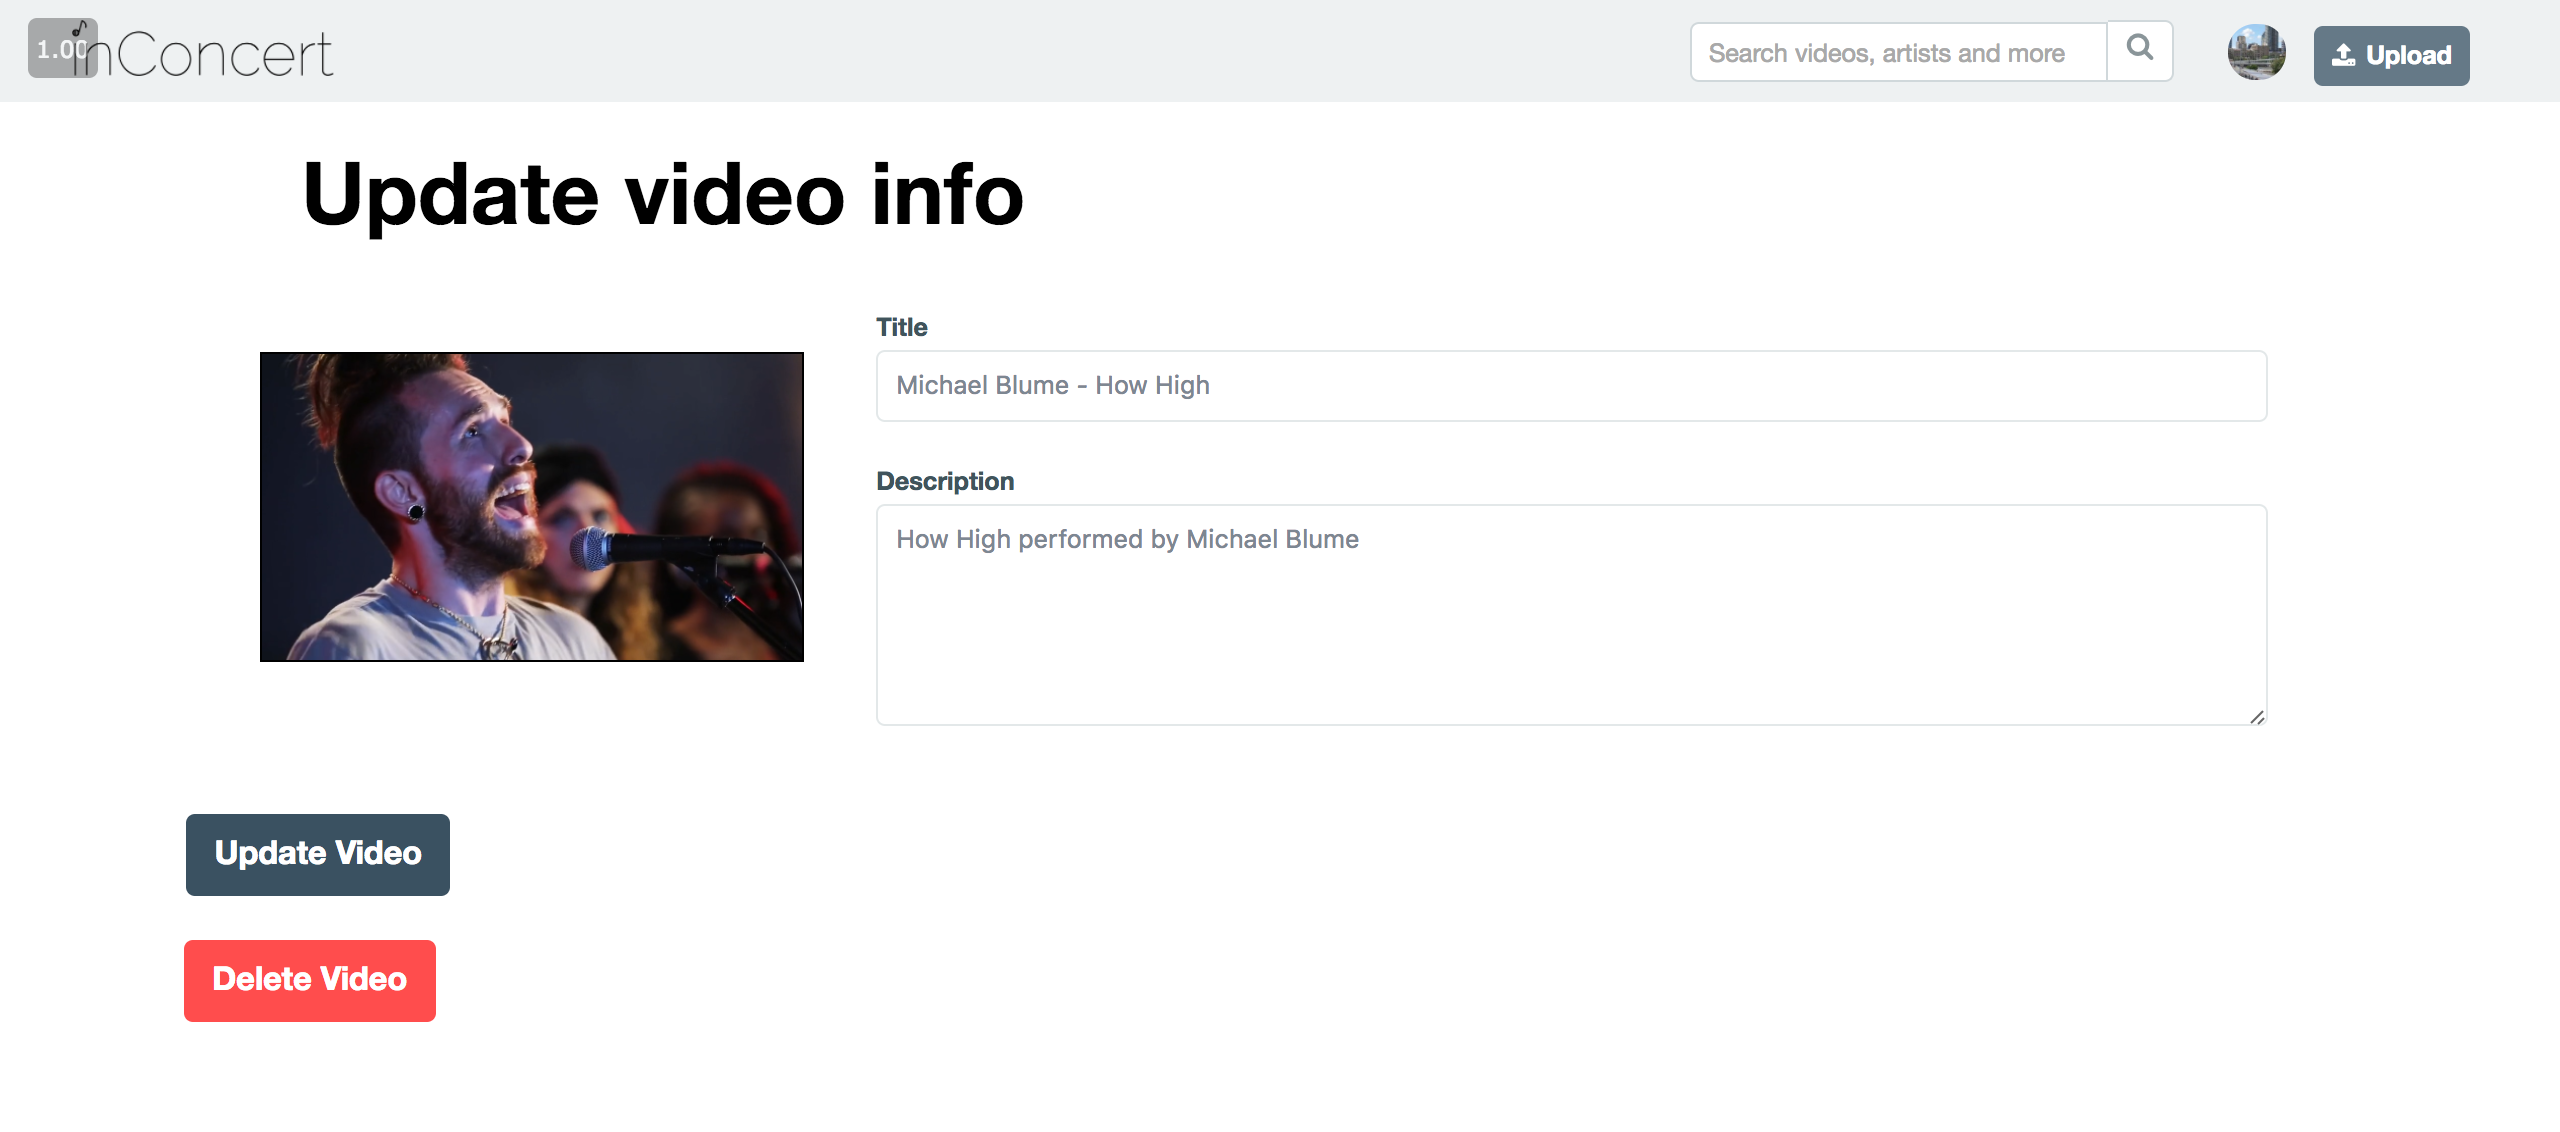 1.00
inConcert
Search videos, artists and more
Upload
Update video info
Title
Michael Blume - How High
Description
How High performed by Michael Blume
Update Video
Delete Video